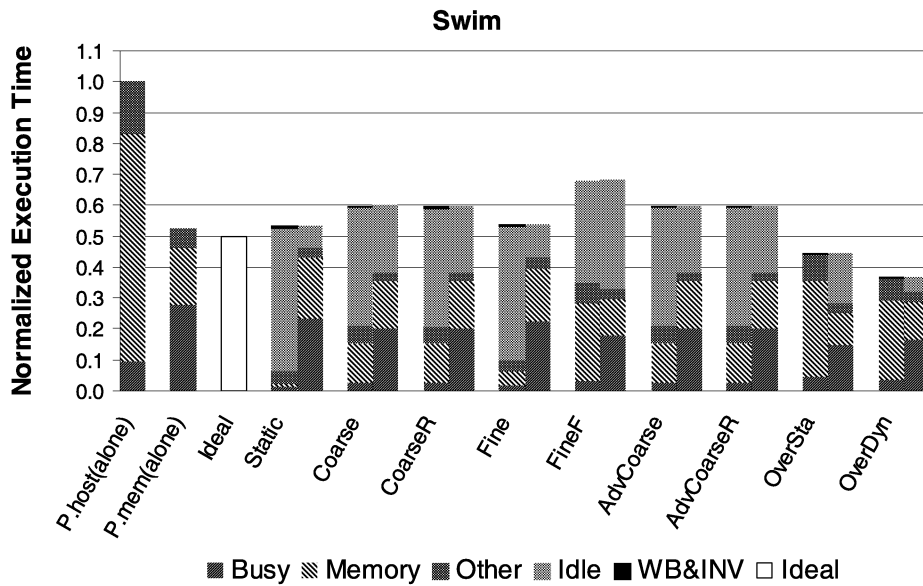 Swim
Normalized Execution Time
1.1
1.0
0.9
0.8
0.7
0.6
0.5
0.4
0.3
0.2
0.1
0.0
P.host(alone)
P.mem(alone)
Ideal
Static
Coarse
CoarseR
Fine
FineF
AdvCoarse
AdvCoarseR
OverSta
OverDyn
Busy Memory Other Idle WB&INV Ideal